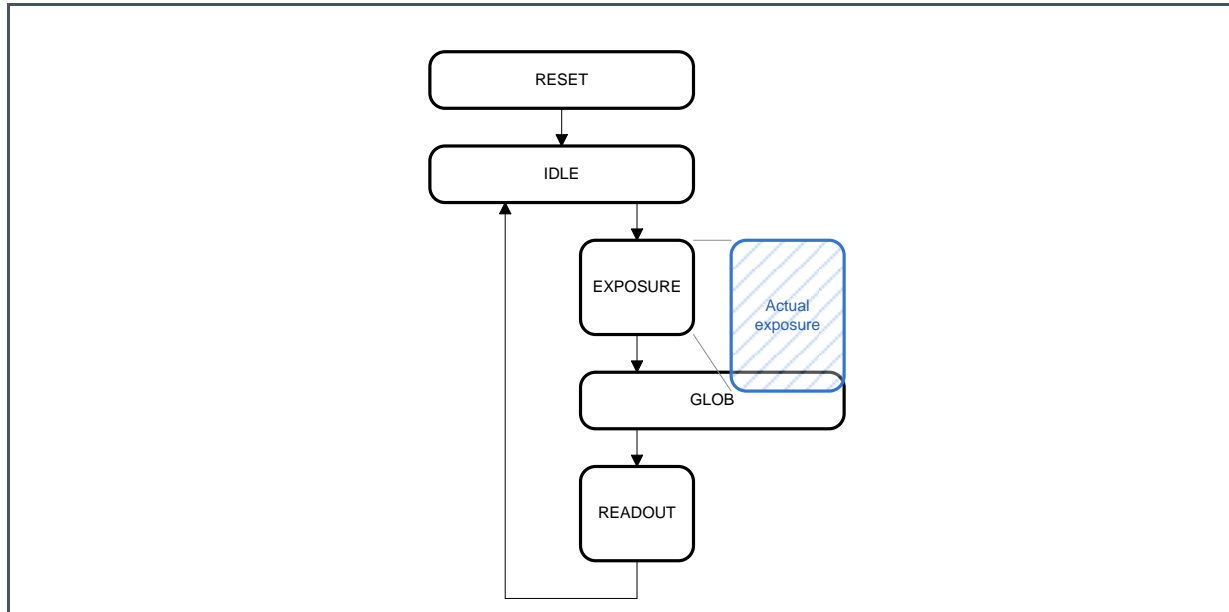 RESET
IDLE
EXPOSURE
Actual
exposure
GLOB
READOUT